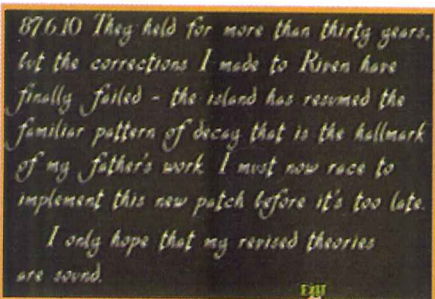 87.6.10 They held for more than thirty years,
but the corrections I made to Riven have
finally failed - the island has resumed the
familiar pattern of decay that is the hallmark
of my father's work. I must now race to
implement this new patch before it's too late.
I only hope that my revised theories
are sound.
EXIT